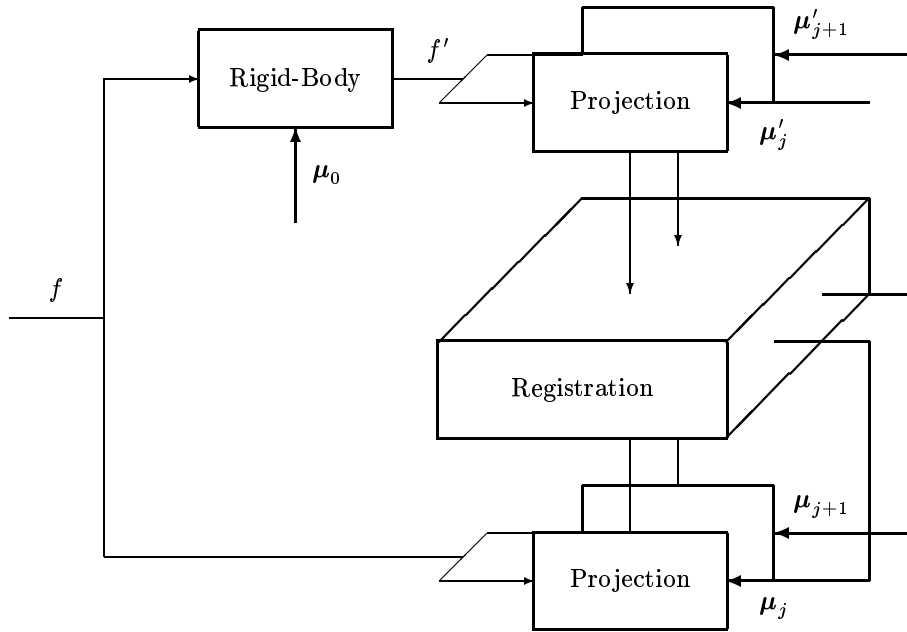 μ′j+1
f′
Rigid-Body
Projection
μ′j
μ0
f
Registration
μj+1
Projection
μj